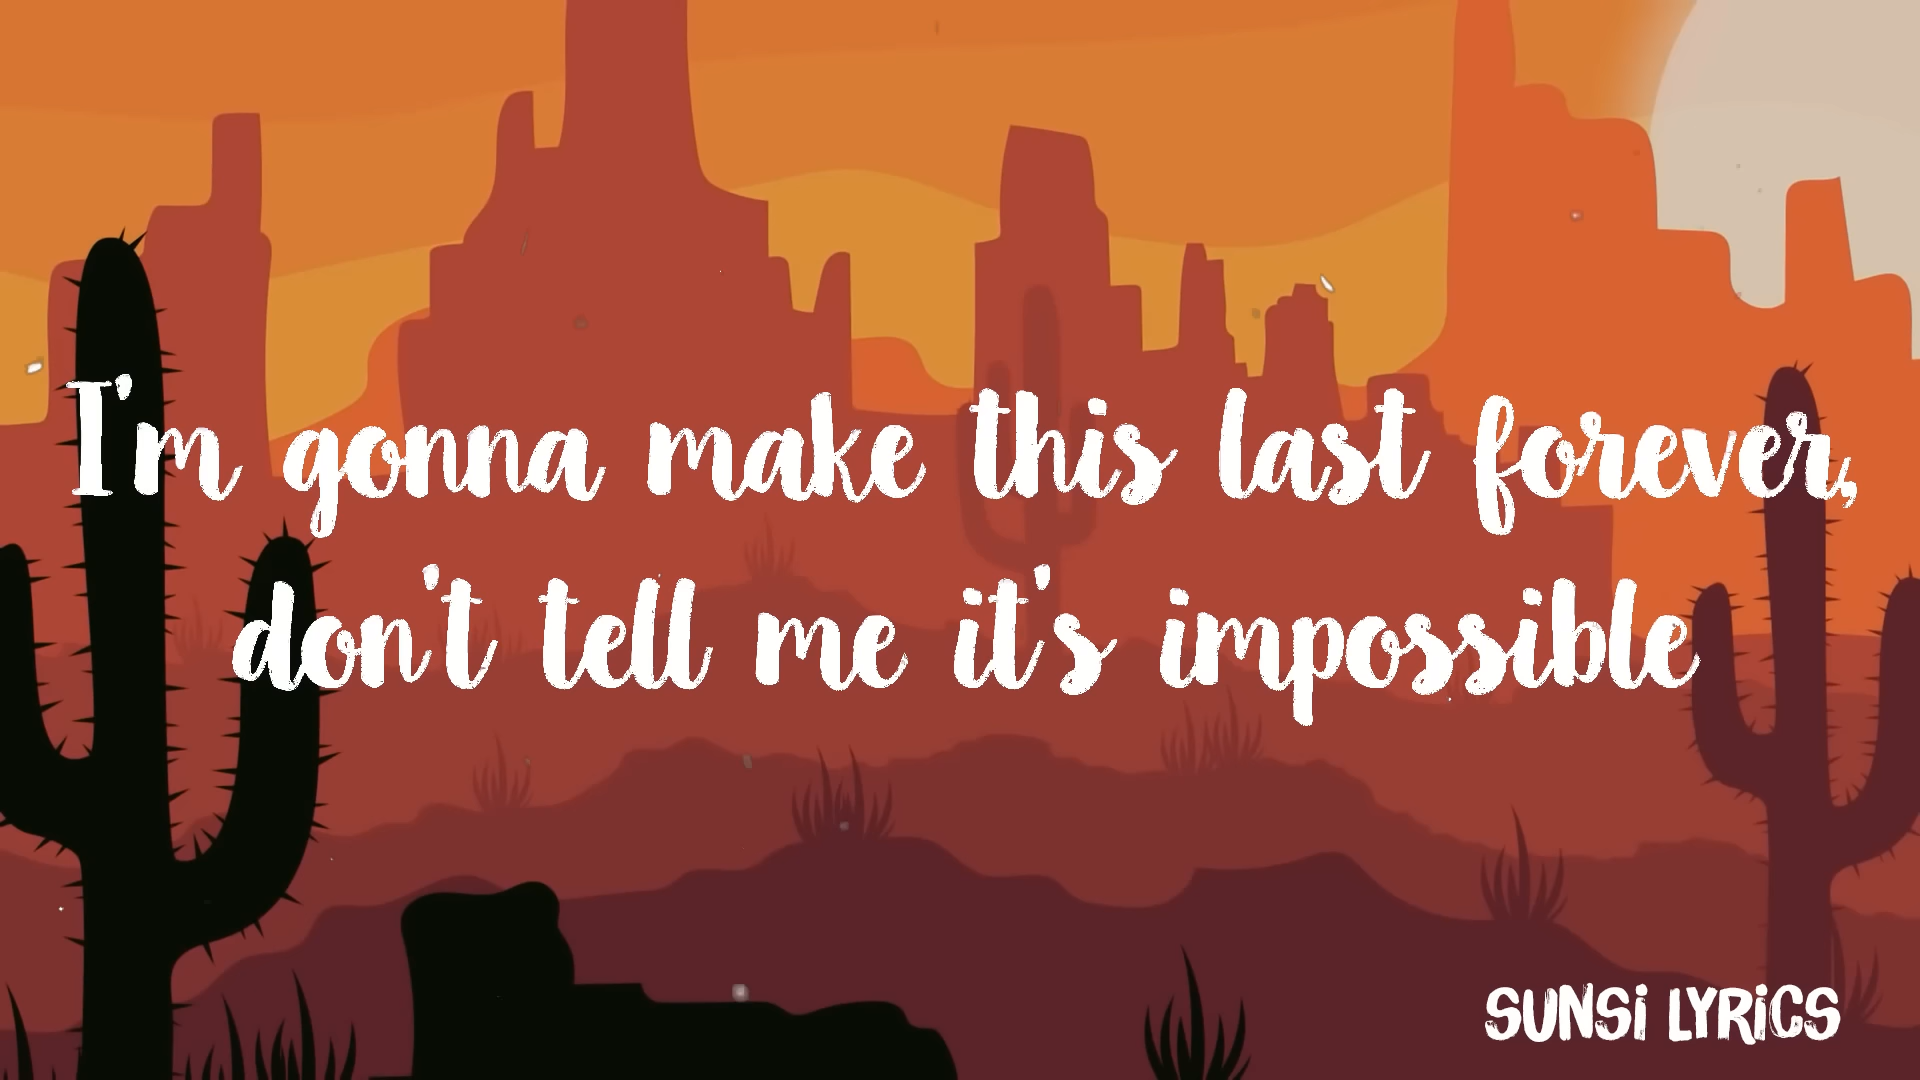 I'm gonna make this last forever,
don't tell me it's impossible
SUNSi LYRiCS